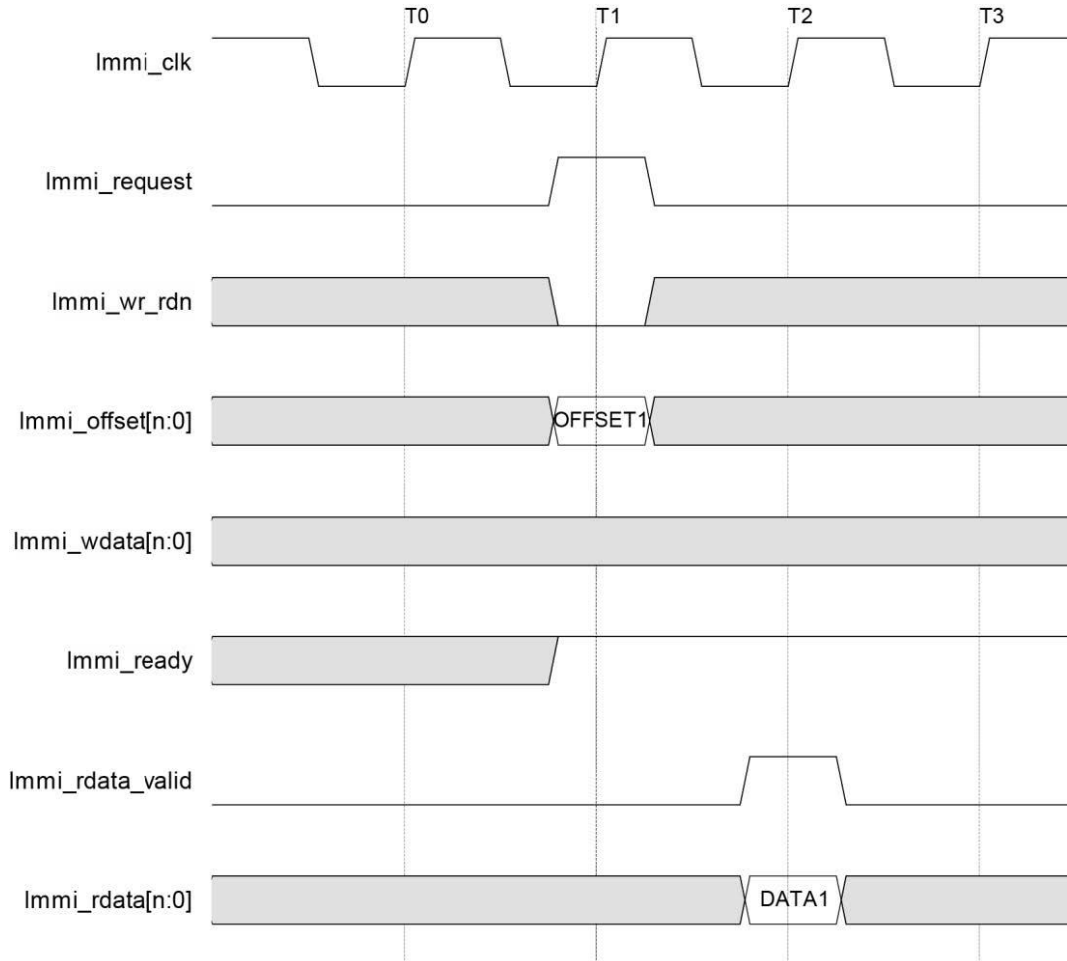 T0 T1 T2 T3
lmmi_clk
lmmi_request
lmmi_wr_rdn
lmmi_offset[n:0] OFFSET1
lmmi_wdata[n:0]
lmmi_ready
lmmi_rdata_valid
lmmi_rdata[n:0] DATA1